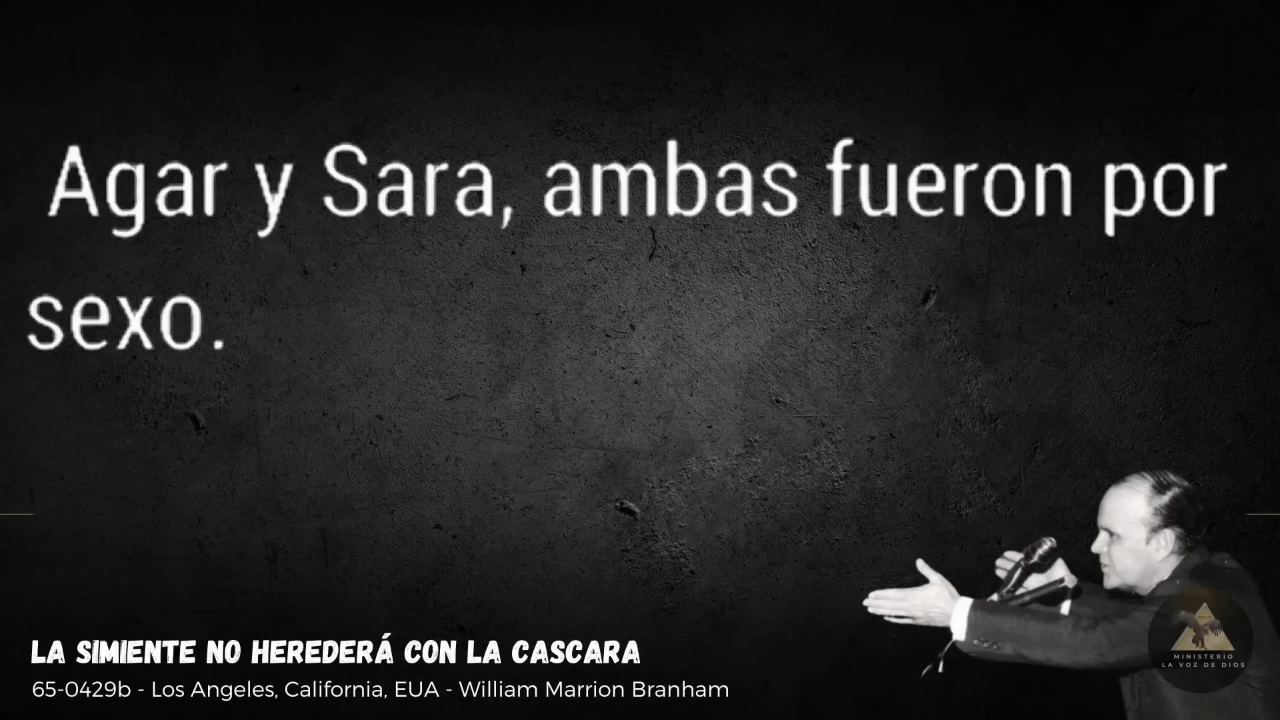 Agar y Sara, ambas fueron por
sexo.
LA SIMIENTE NO HEREDERÁ CON LA CASCARA
65-0429b - Los Angeles, California, EUA - William Marrion Branham
MINISTERIO
LA VOZ DE DIOS